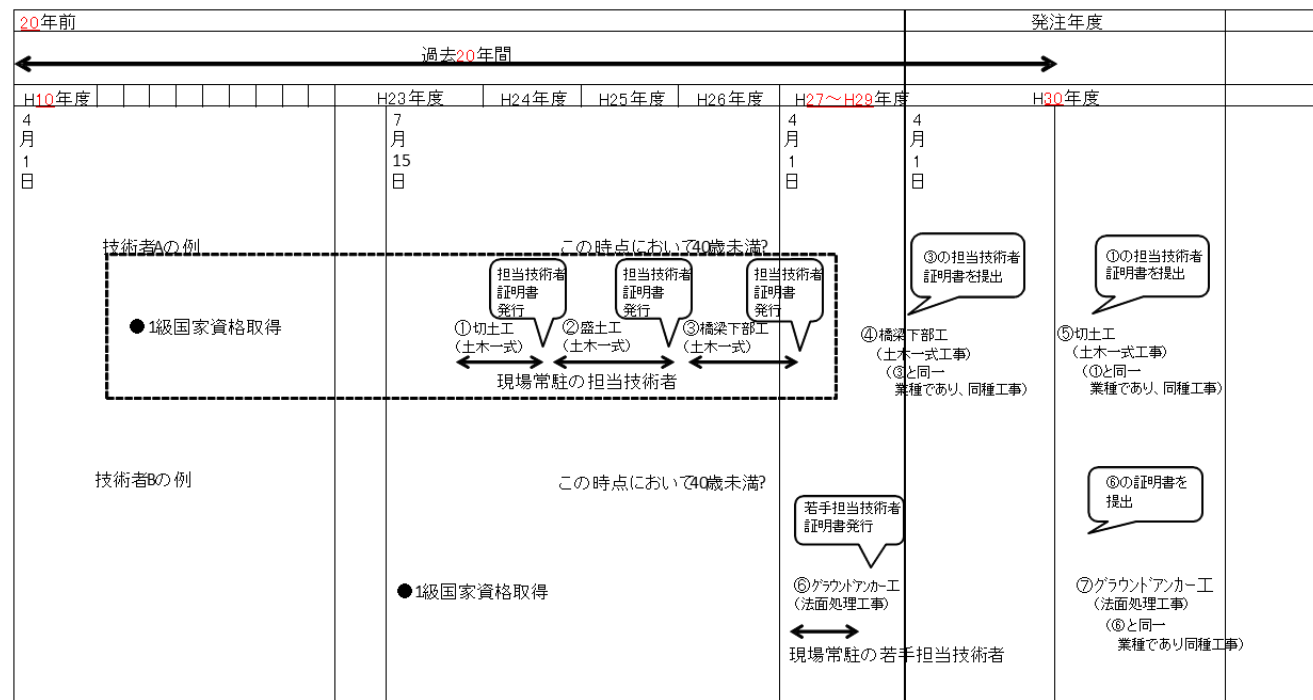 20年前
発注年度
過去20年間
H10年度
H23年度
H24年度
H25年度
H26年度
H27～H29年度
H30年度
4
月
1
日
7
月
15
日
4
月
1
日
4
月
1
日
技術者Aの例
この時点において40歳未満?
担当技術者
証明書
発行
担当技術者
証明書
発行
担当技術者
証明書
発行
③の担当技術者
証明書を提出
①の担当技術者
証明書を提出
●1級国家資格取得
①切土工
（土木一式）
②盛土工
（土木一式）
③橋梁下部工
（土木一式）
④橋梁下部工
（土木一式工事）
（③と同一
業種であり、同種工事）
⑤切土工
（土木一式工事）
（①と同一
業種であり、同種工事）
現場常駐の担当技術者
技術者Bの例
この時点において40歳未満?
若手担当技術者
証明書発行
⑥の証明書を
提出
●1級国家資格取得
⑥グラウンドアンカー工
（法面処理工事）
⑦グラウンドアンカー工
（法面処理工事）
（⑥と同一
業種であり同種工事）
現場常駐の若手担当技術者